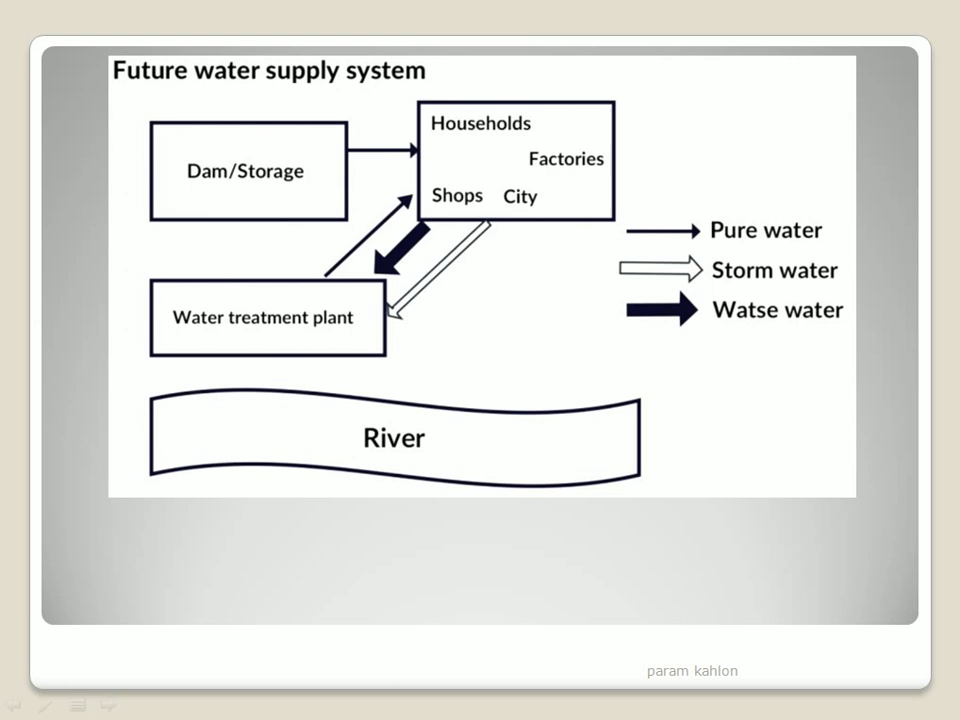 Future water supply system
Dam/Storage
Households
Factories
Shops City
Pure water
Storm water
Watse water
Water treatment plant
River
param kahlon